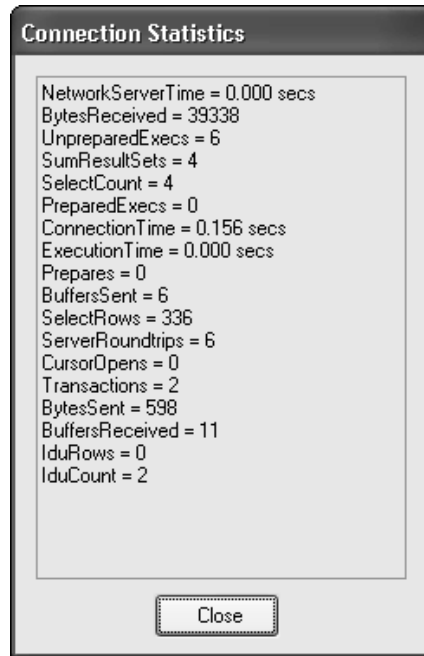 Connection Statistics
NetworkServerTime = 0.000 secs
BytesReceived = 39338
UnpreparedExecs = 6
SumResultSets = 4
SelectCount = 4
PreparedExecs = 0
ConnectionTime = 0.156 secs
ExecutionTime = 0.000 secs
Prepares = 0
BuffersSent = 6
SelectRows = 336
ServerRoundtrips = 6
CursorOpens = 0
Transactions = 2
BytesSent = 598
BuffersReceived = 11
IduRows = 0
IduCount = 2
Close